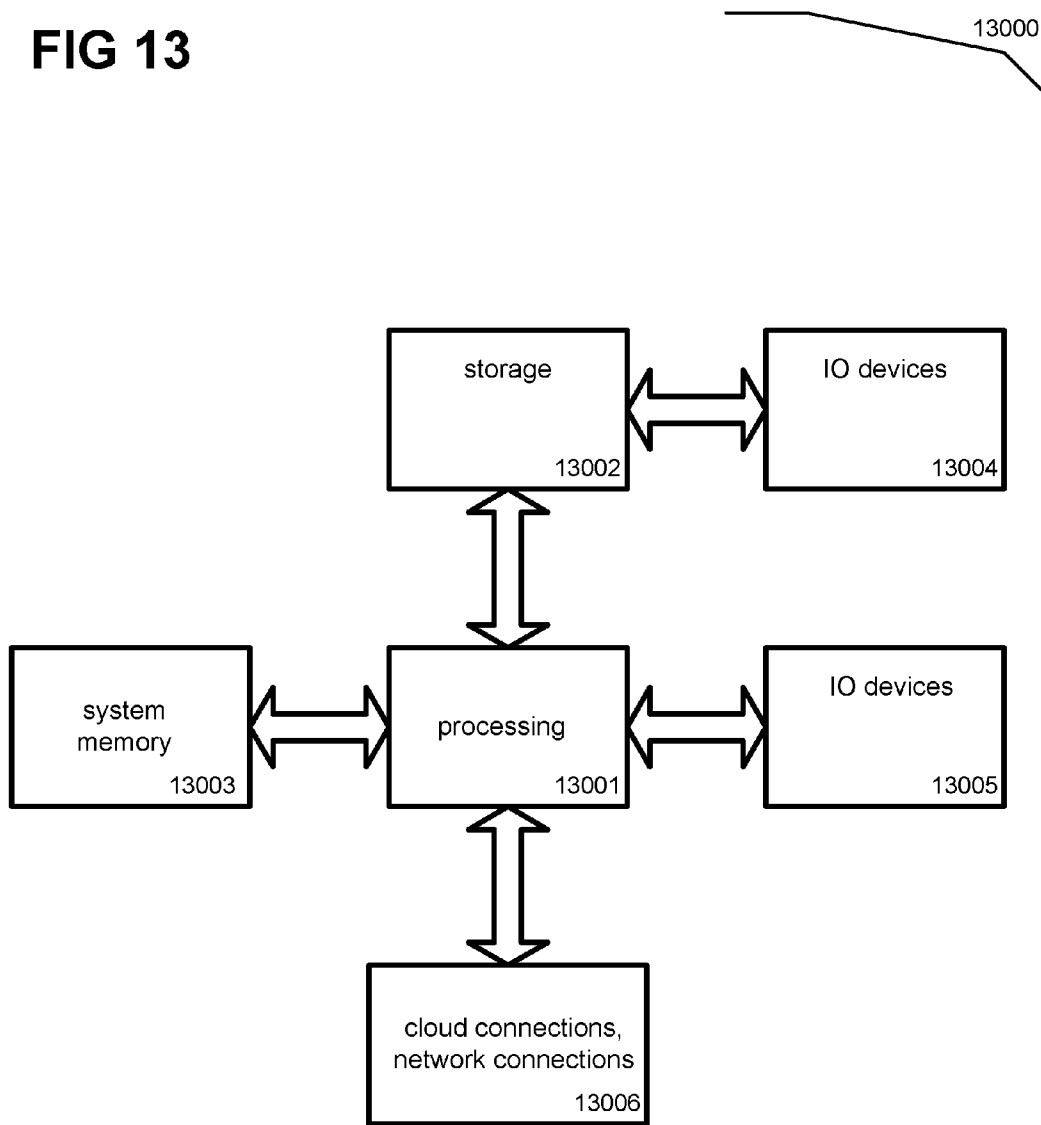 FIG 13
13000
storage
13002
IO devices
13004
system
memory
13003
processing
13001
IO devices
13005
cloud connections,
network connections
13006